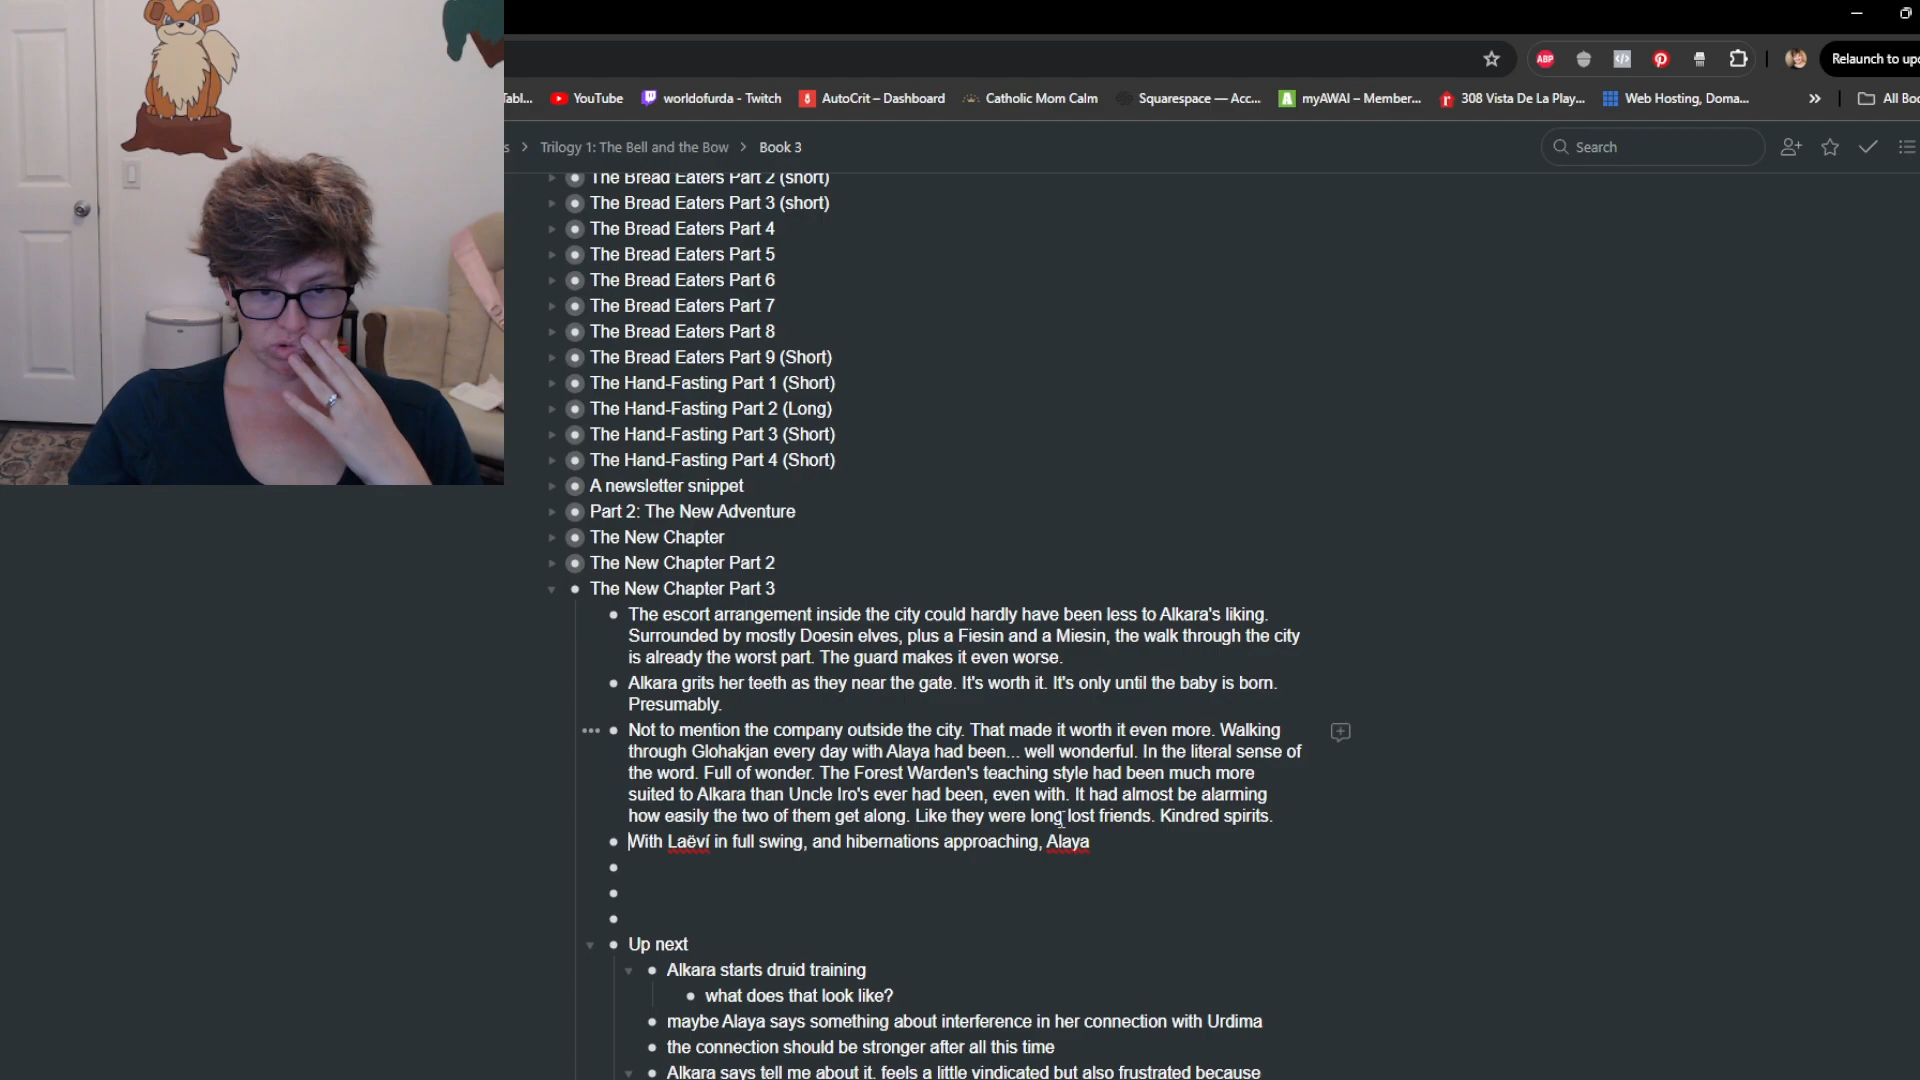 ABP
Relaunch to upd
Tabl...
YouTube
worldofurda - Twitch
AutoCrit – Dashboard
Catholic Mom Calm
Squarespace — Acc...
myAWAI – Member...
308 Vista De La Play...
Web Hosting, Doma...
»
All Boo
s > Trilogy 1: The Bell and the Bow > Book 3
Search
The Bread Eaters Part 2 (short)
The Bread Eaters Part 3 (short)
The Bread Eaters Part 4
The Bread Eaters Part 5
The Bread Eaters Part 6
The Bread Eaters Part 7
The Bread Eaters Part 8
The Bread Eaters Part 9 (Short)
The Hand-Fasting Part 1 (Short)
The Hand-Fasting Part 2 (Long)
The Hand-Fasting Part 3 (Short)
The Hand-Fasting Part 4 (Short)
A newsletter snippet
Part 2: The New Adventure
The New Chapter
The New Chapter Part 2
The New Chapter Part 3
The escort arrangement inside the city could hardly have been less to Alkara's liking.
Surrounded by mostly Doesin elves, plus a Fiesin and a Miesin, the walk through the city
is already the worst part. The guard makes it even worse.
Alkara grits her teeth as they near the gate. It's worth it. It's only until the baby is born.
Presumably.
Not to mention the company outside the city. That made it worth it even more. Walking
through Glohakjan every day with Alaya had been... well wonderful. In the literal sense of
the word. Full of wonder. The Forest Warden's teaching style had been much more
suited to Alkara than Uncle Iro's ever had been, even with. It had almost be alarming
how easily the two of them get along. Like they were long lost friends. Kindred spirits.
With Laëví in full swing, and hibernations approaching, Alaya
Up next
Alkara starts druid training
what does that look like?
maybe Alaya says something about interference in her connection with Urdima
the connection should be stronger after all this time
Alkara says tell me about it. feels a little vindicated but also frustrated because